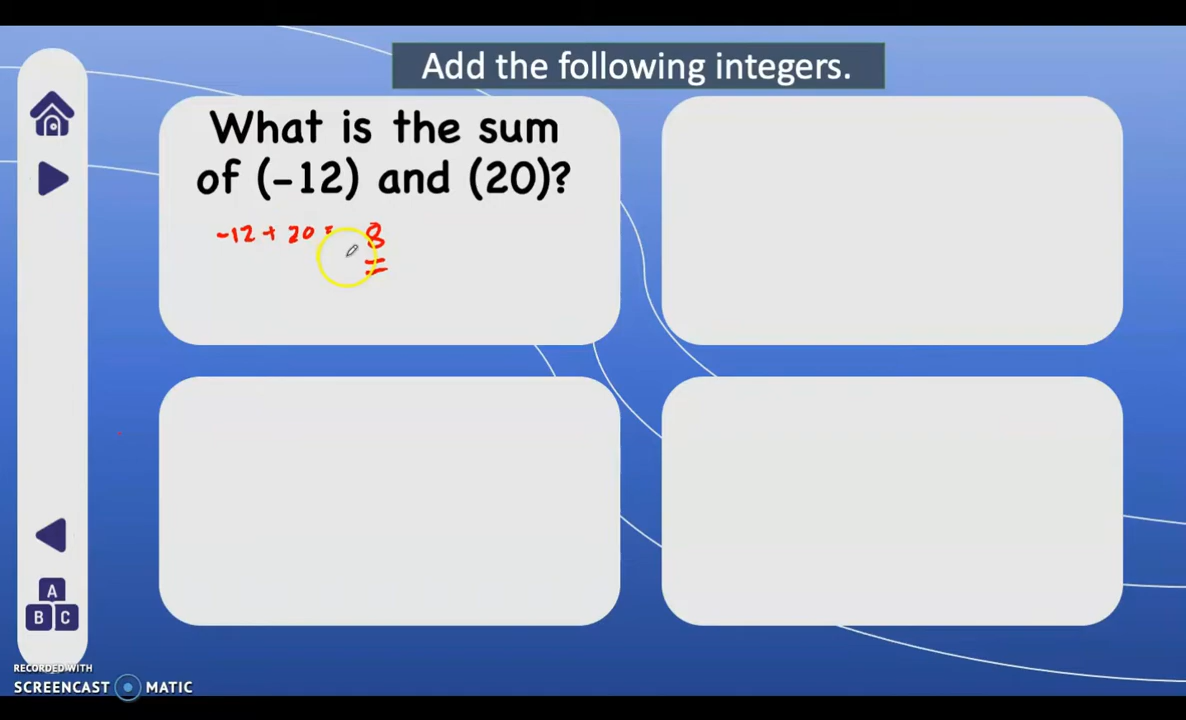 Add the following integers.
What is the sum
of (-12) and (20)?
-12 + 20 = 8
A
B C
RECORDED WITH
SCREENCAST MATIC